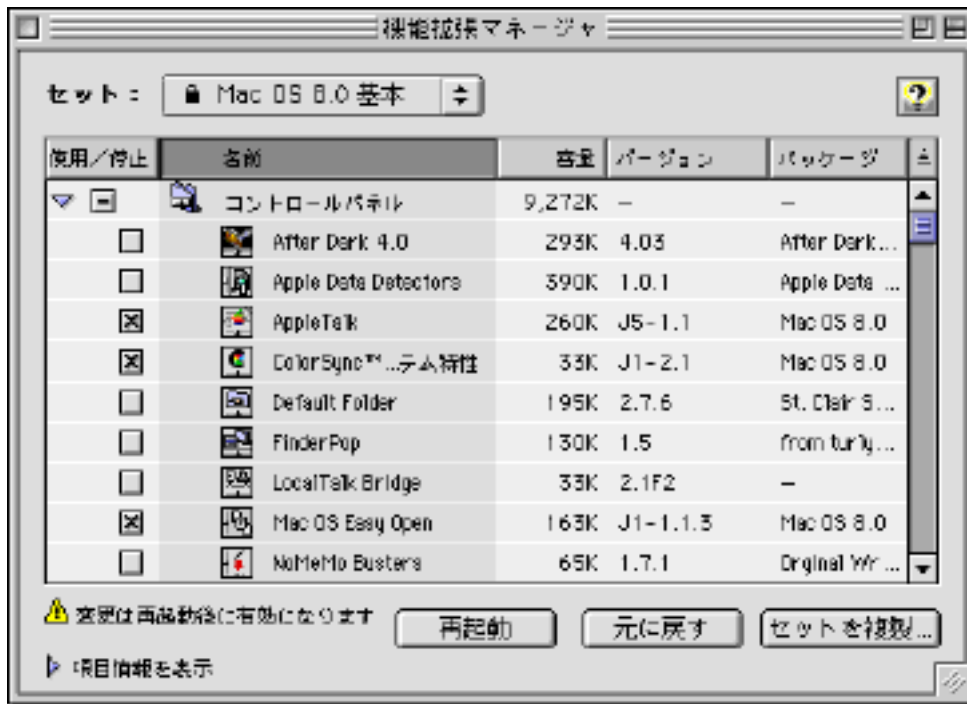 機能拡張マネージャ
セット： Mac OS 8.0 基本
使用／停止 名前 容量 バージョン パッケージ
コントロールパネル 9,272K – –
After Dark 4.0 293K 4.03 After Dark...
Apple Data Detectors 390K 1.0.1 Apple Data ...
AppleTalk 260K J5-1.1 Mac OS 8.0
ColorSync™...テム特性 33K J1-2.1 Mac OS 8.0
Default Folder 195K 2.7.6 St. Clair S...
FinderPop 130K 1.5 from turly...
LocalTalk Bridge 33K 2.1F2 –
Mac OS Easy Open 163K J1-1.1.3 Mac OS 8.0
NoMeMo Busters 65K 1.7.1 Orginal Wr...
変更は再起動後に有効になります 再起動 元に戻す セットを複製...
項目情報を表示